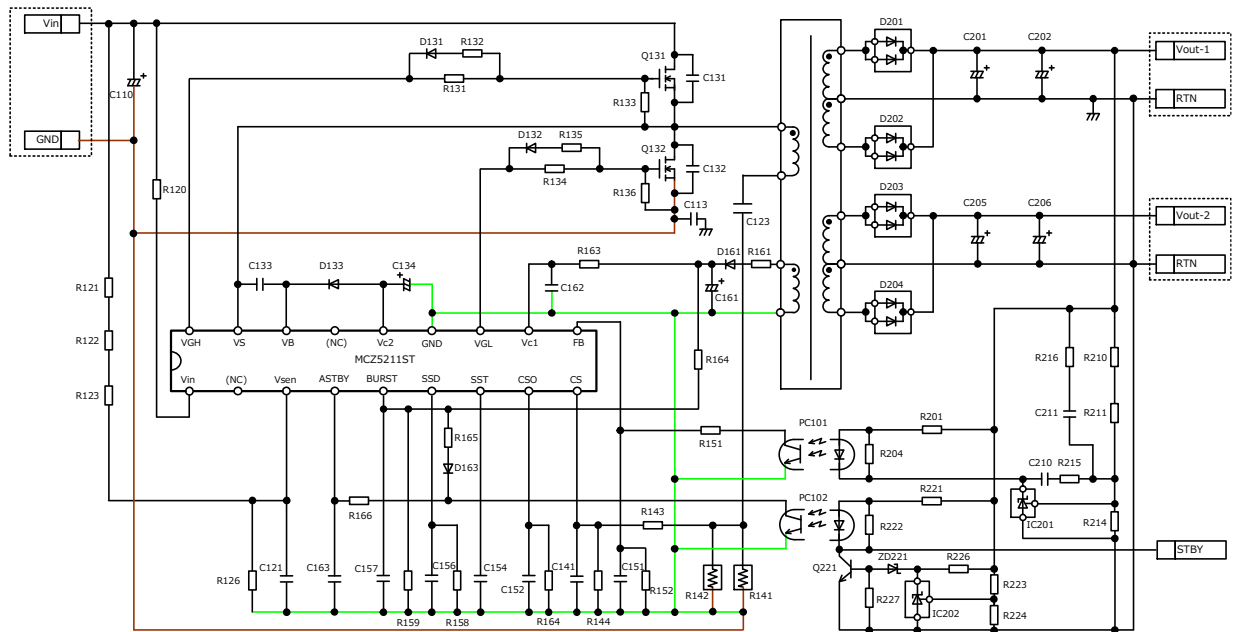 Vin
D131
R132
Q131
D201
C201
C202
Vout-1
C110
R131
R133
C131
RTN
GND
D132
R135
Q132
D202
R120
R134
R136
C132
D203
C205
C206
Vout-2
C113
C123
C133
D133
C134
R163
D161
R161
RTN
R121
C162
C161
D204
VGH
VS
VB
(NC)
Vc2
GND
VGL
Vc1
FB
R122
MCZ5211ST
R164
R216
R210
R123
Vin
(NC)
Vsen
ASTBY
BURST
SSD
SST
CSO
CS
C211
R211
PC101
R201
R165
R151
R204
D163
C210
R215
PC102
R221
R166
R143
R222
IC201
R214
STBY
R126
C121
C163
C157
C156
C154
C152
C141
C151
R152
R142
R141
Q221
ZD221
R226
R223
R227
IC202
R224
R159
R158
R164
R144